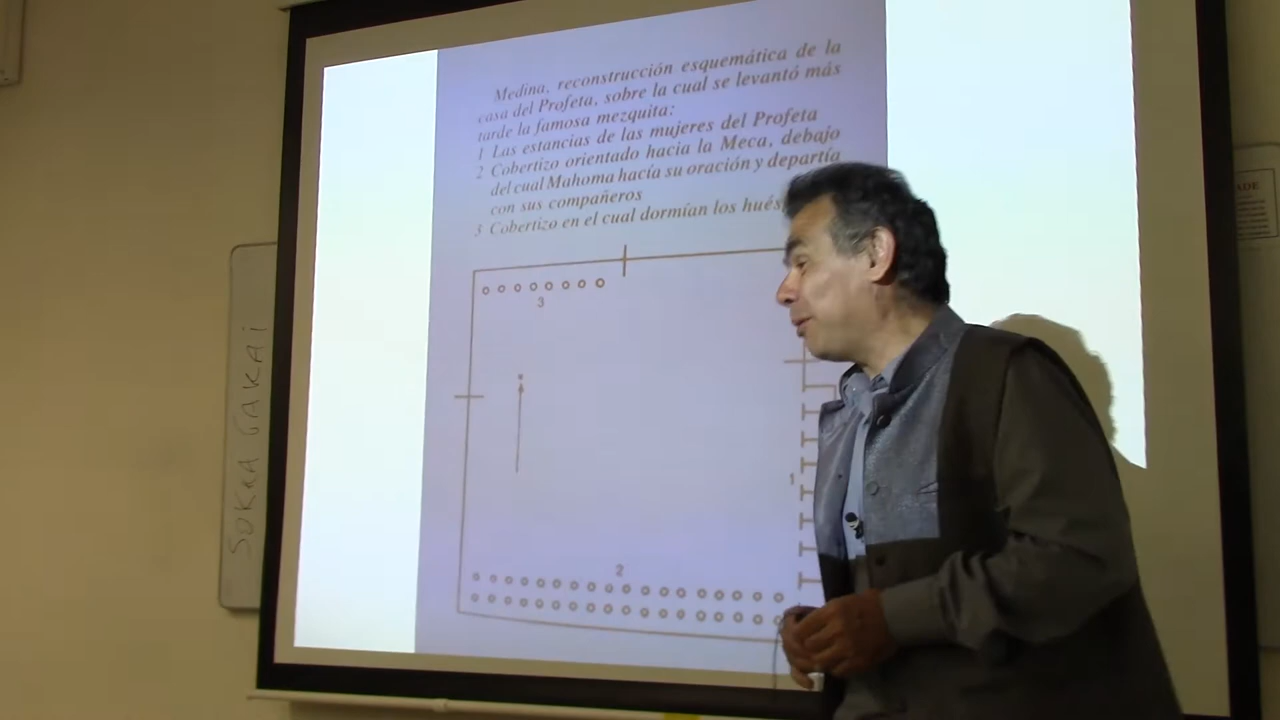 Medina, reconstrucción esquemática de la
casa del Profeta, sobre la cual se levantó más
tarde la famosa mezquita:
1 Las estancias de las mujeres del Profeta
2 Cobertizo orientado hacia la Meca, debajo
del cual Mahoma hacía su oración y departía
con sus compañeros
3 Cobertizo en el cual dormían los
3
1
2
SOKKA GAKAI
ADE